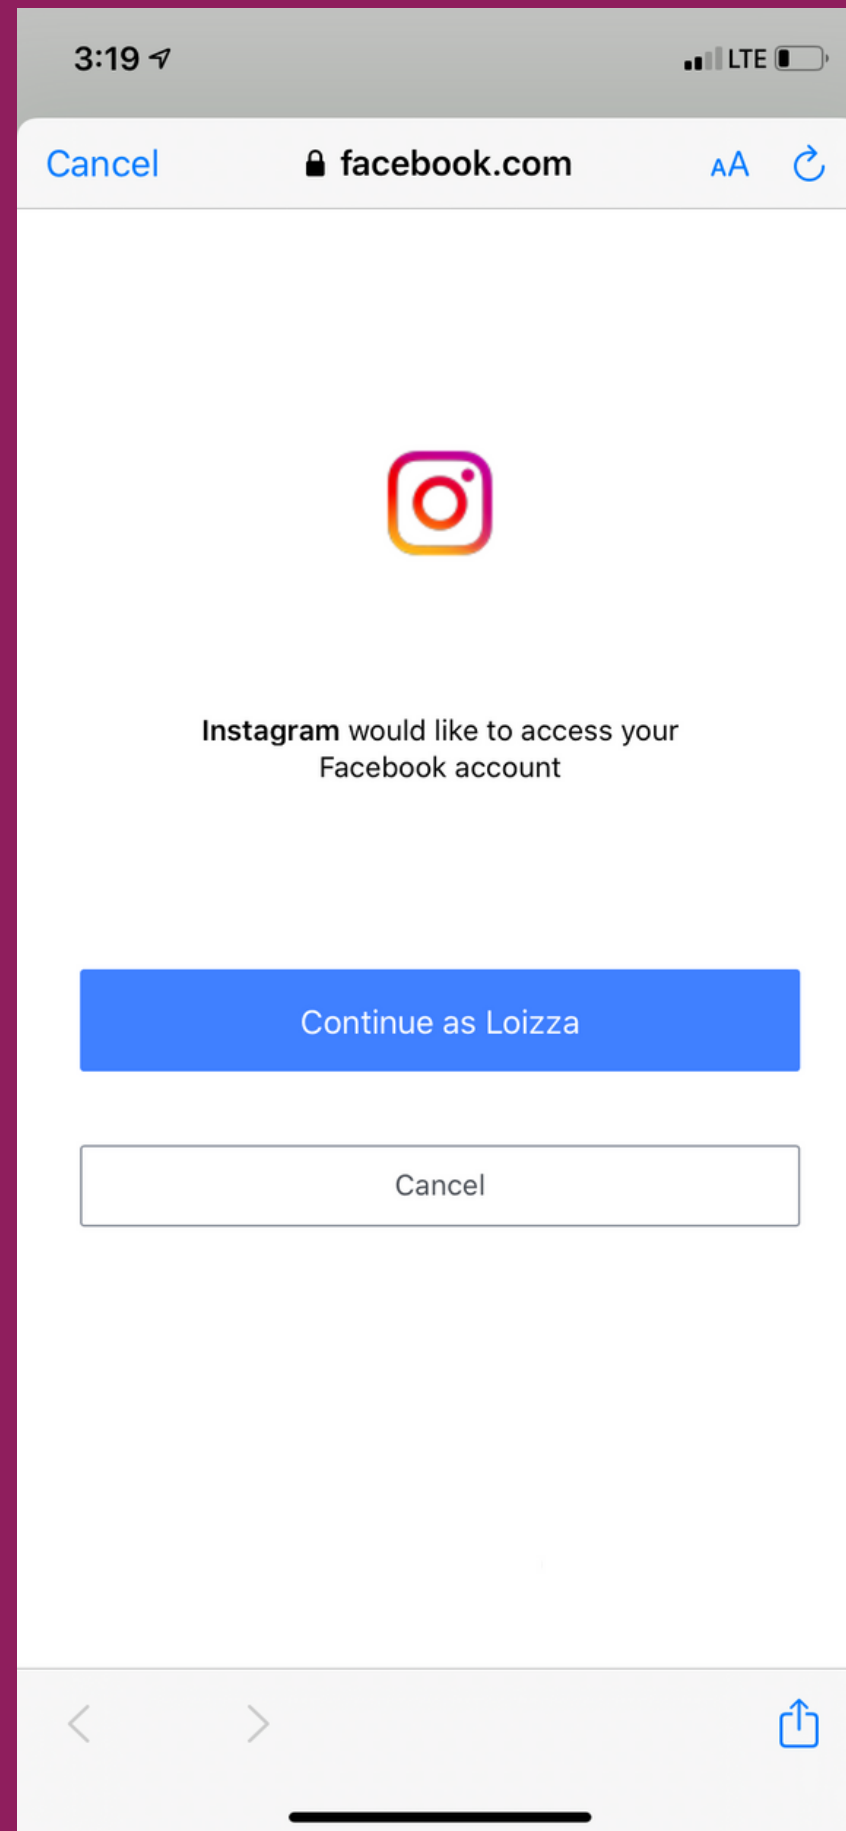 3:19 LTE
Cancel facebook.com AA
Instagram would like to access your
Facebook account
Continue as Loizza
Cancel